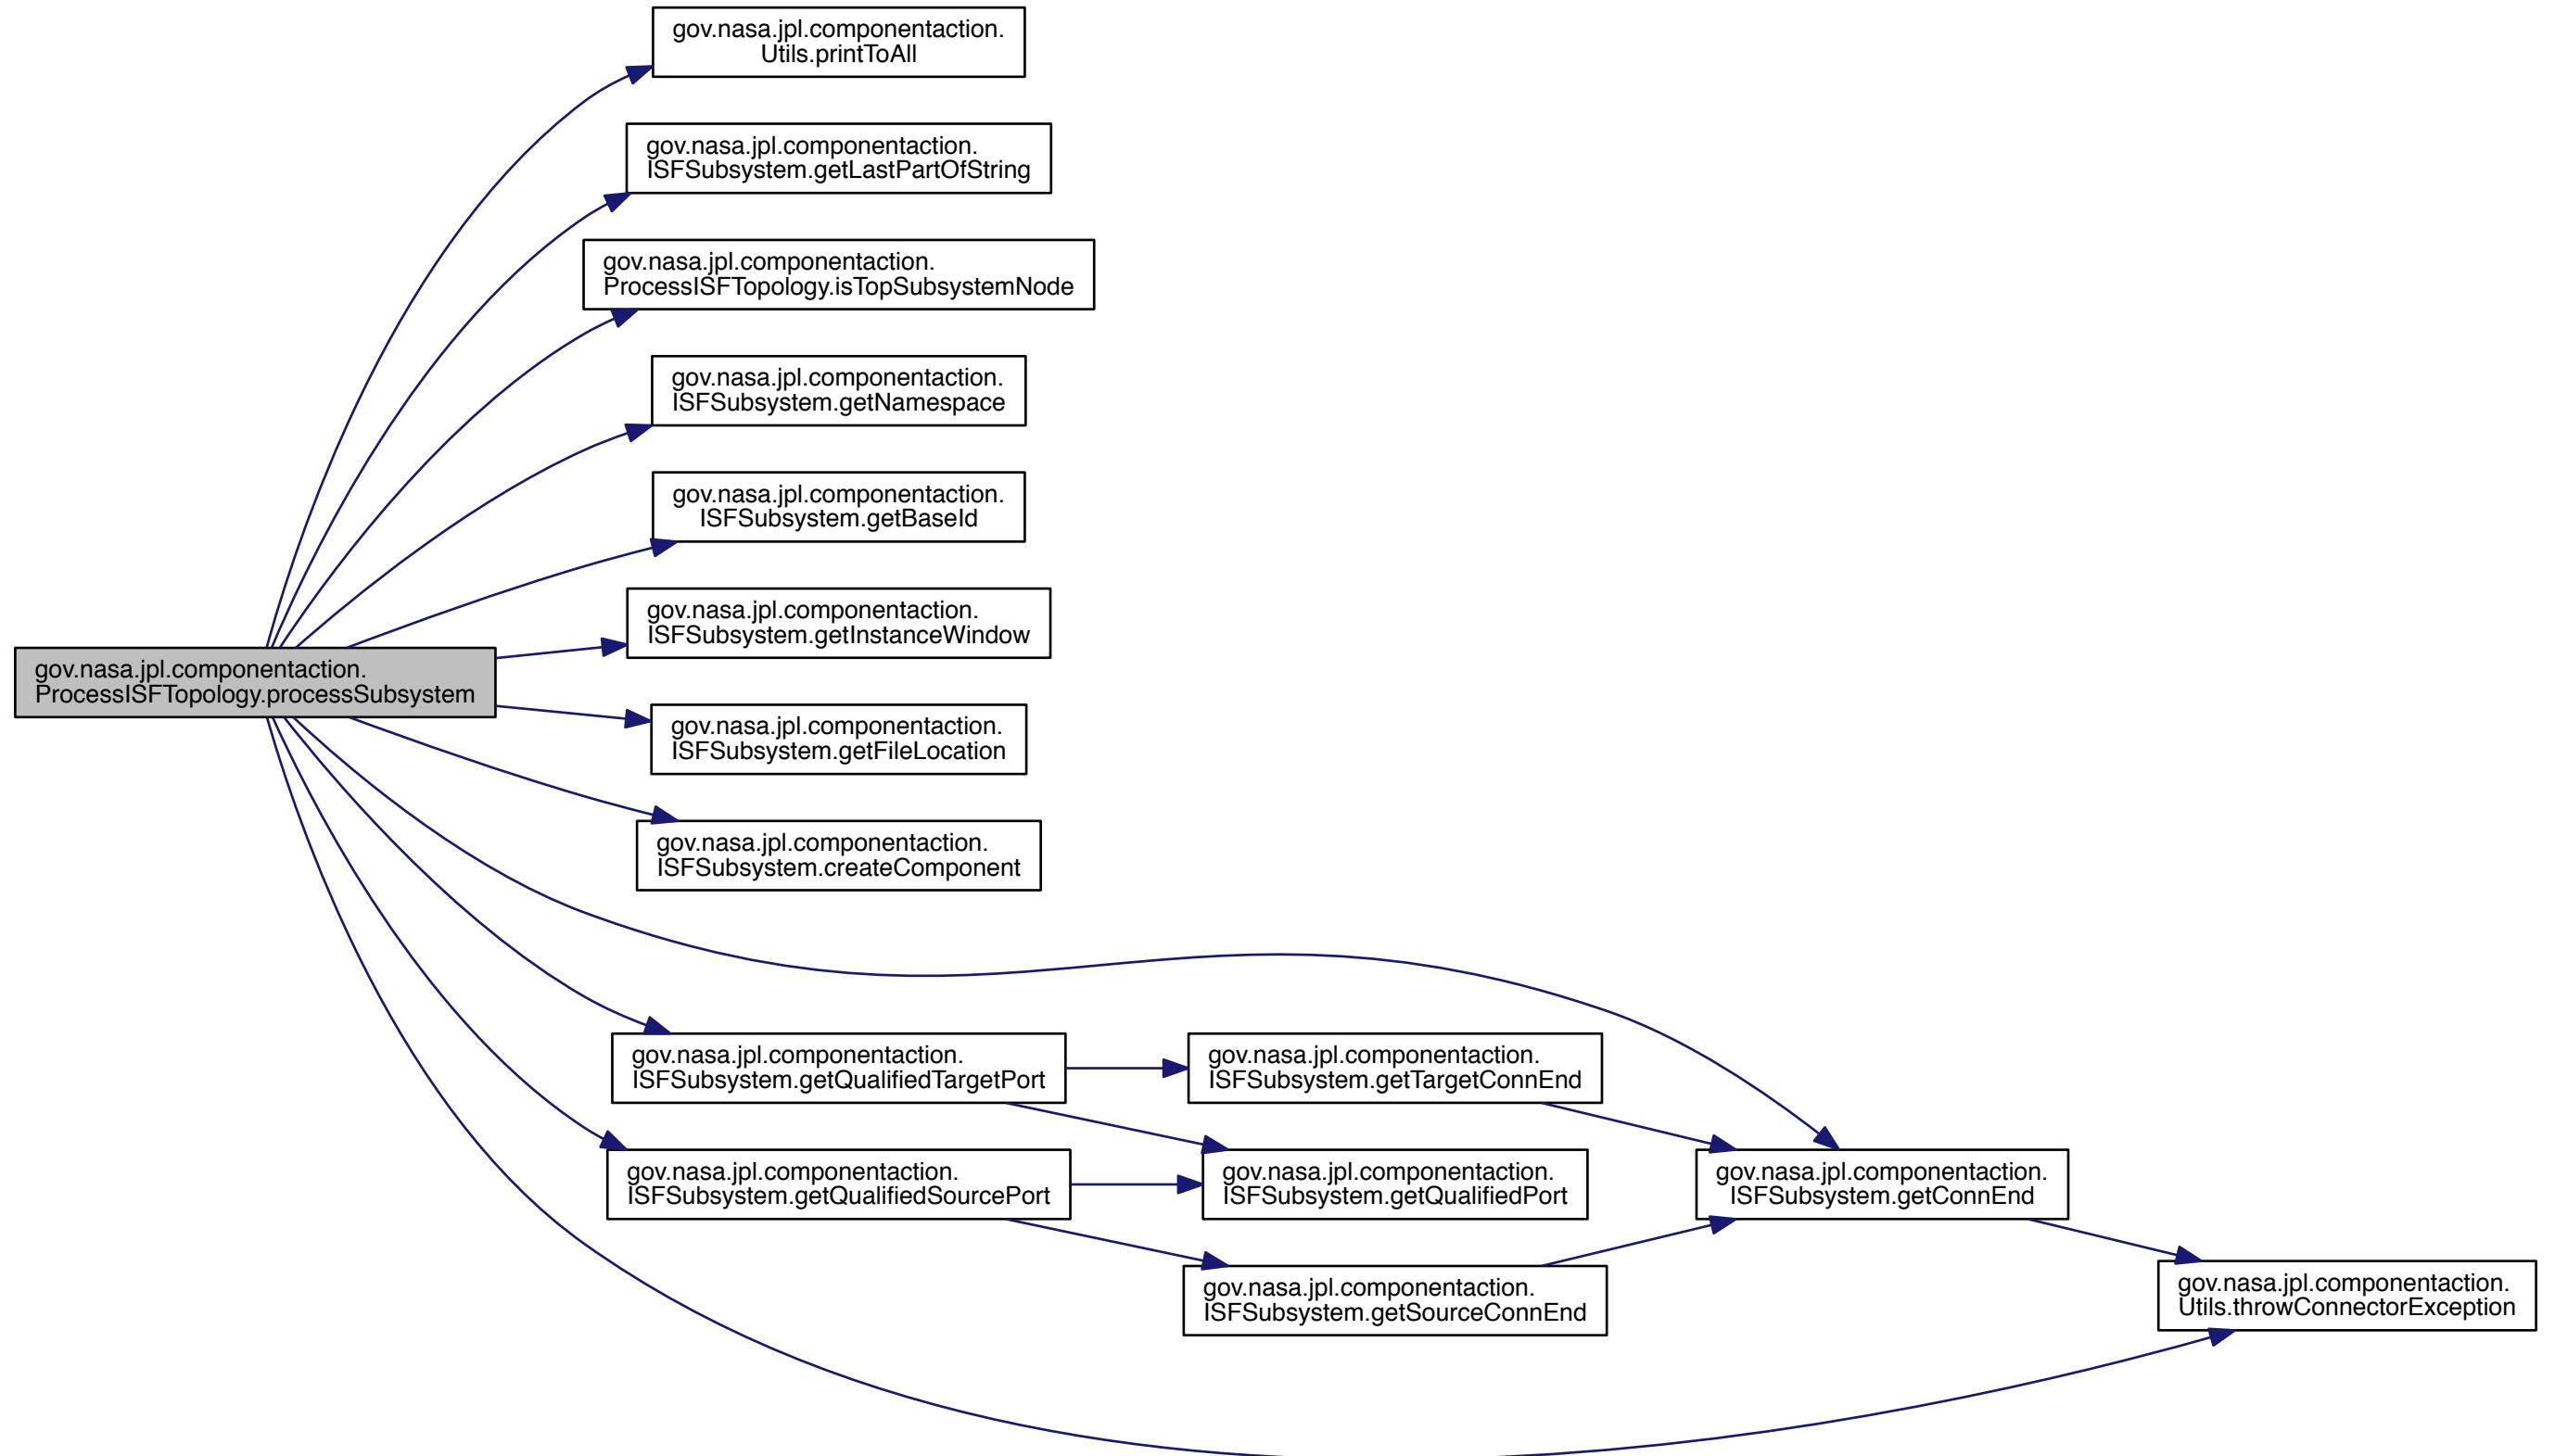 gov.nasa.jpl.componentaction.
Utils.printToAll
gov.nasa.jpl.componentaction.
ISFSubsystem.getLastPartOfString
gov.nasa.jpl.componentaction.
ProcessISFTopology.isTopSubsystemNode
gov.nasa.jpl.componentaction.
ISFSubsystem.getNamespace
gov.nasa.jpl.componentaction.
ISFSubsystem.getBaseId
gov.nasa.jpl.componentaction.
ISFSubsystem.getInstanceWindow
gov.nasa.jpl.componentaction.
ProcessISFTopology.processSubsystem
gov.nasa.jpl.componentaction.
ISFSubsystem.getFileLocation
gov.nasa.jpl.componentaction.
ISFSubsystem.createComponent
gov.nasa.jpl.componentaction.
ISFSubsystem.getQualifiedTargetPort
gov.nasa.jpl.componentaction.
ISFSubsystem.getTargetConnEnd
gov.nasa.jpl.componentaction.
ISFSubsystem.getQualifiedSourcePort
gov.nasa.jpl.componentaction.
ISFSubsystem.getQualifiedPort
gov.nasa.jpl.componentaction.
ISFSubsystem.getConnEnd
gov.nasa.jpl.componentaction.
ISFSubsystem.getSourceConnEnd
gov.nasa.jpl.componentaction.
Utils.throwConnectorException